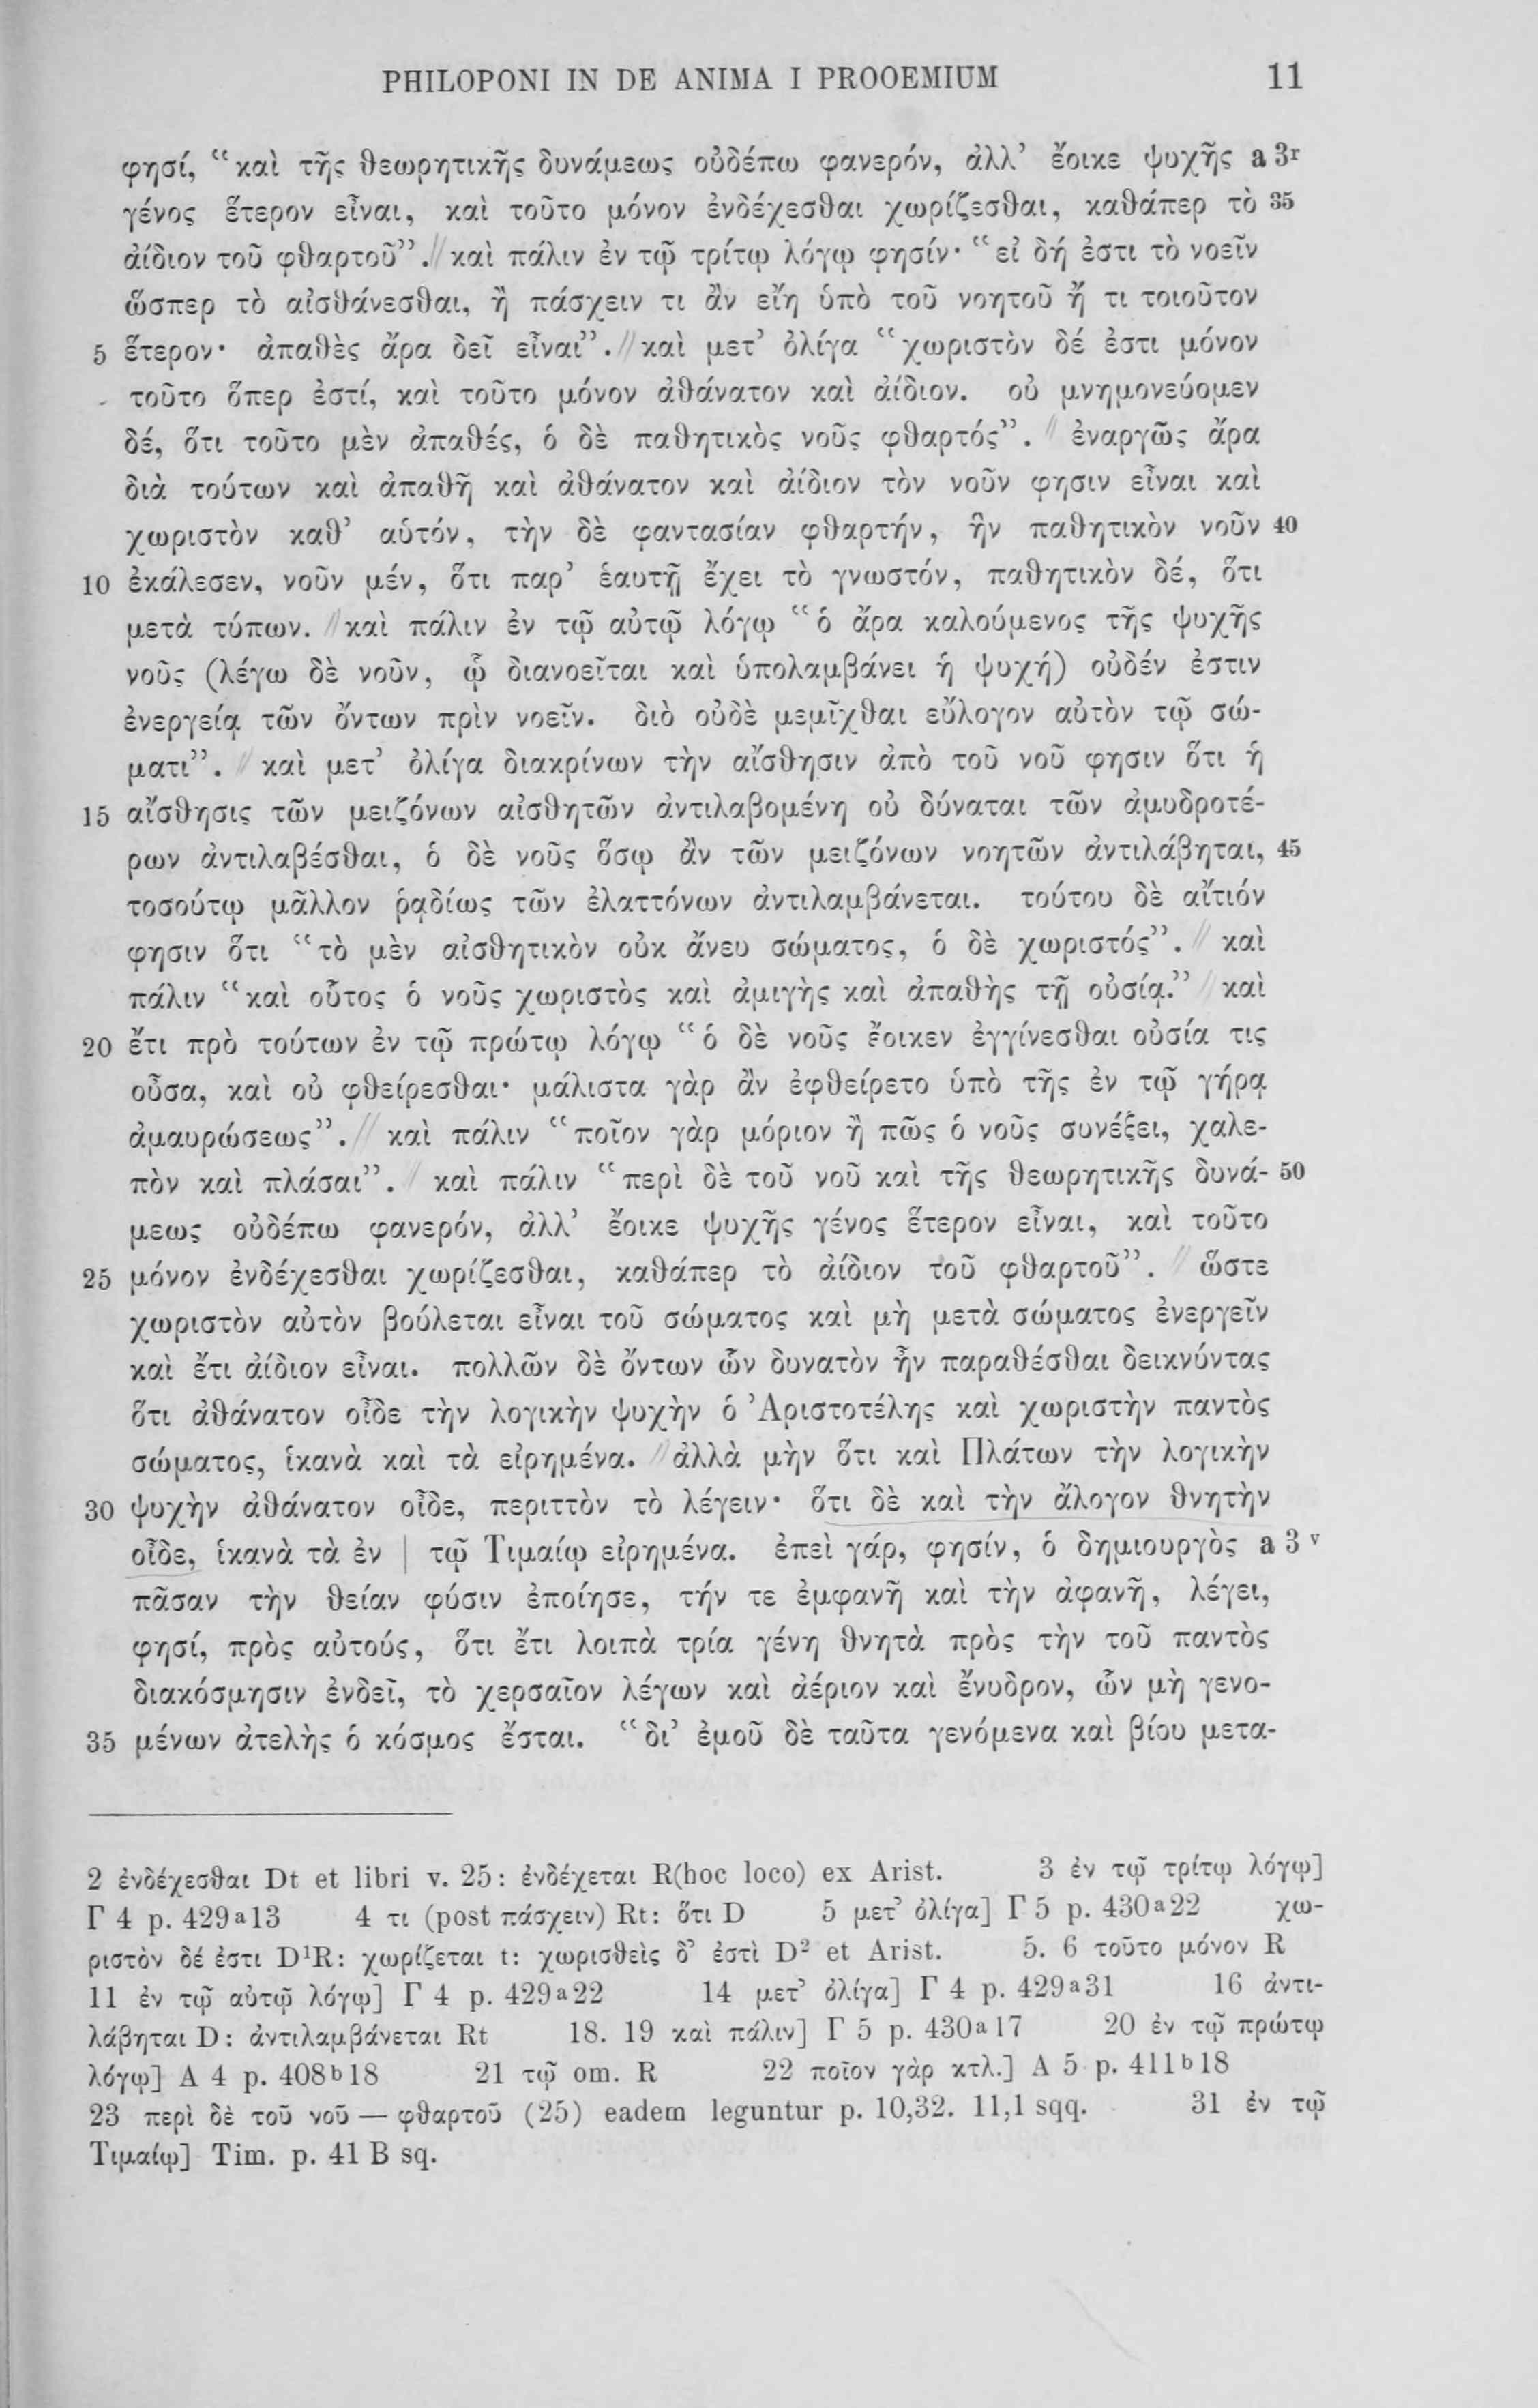 PHILOPONI IN DE ANIMA I PROOEMIUM 11
φησί, “καὶ τῆς θεωρητικῆς δυνάμεως οὐδέπω φανερόν, ἀλλ’ ἔοικε ψυχῆς a 3r
γένος ἕτερον εἶναι, καὶ τοῦτο μόνον ἐνδέχεσθαι χωρίζεσθαι, καθάπερ τὸ 35
ἀίδιον τοῦ φθαρτοῦ”. καὶ πάλιν ἐν τῷ τρίτῳ λόγῳ φησίν· “εἰ δή ἐστι τὸ νοεῖν
ὥσπερ τὸ αἰσθάνεσθαι, ἢ πάσχειν τι ἂν εἴη ὑπὸ τοῦ νοητοῦ ἤ τι τοιοῦτον
5 ἕτερον· ἀπαθὲς ἄρα δεῖ εἶναι”. καὶ μετ’ ὀλίγα “χωριστὸν δέ ἐστι μόνον
τοῦτο ὅπερ ἐστί, καὶ τοῦτο μόνον ἀθάνατον καὶ ἀίδιον. οὐ μνημονεύομεν
δέ, ὅτι τοῦτο μὲν ἀπαθές, ὁ δὲ παθητικὸς νοῦς φθαρτός”. ἐναργῶς ἄρα
διὰ τούτων καὶ ἀπαθῆ καὶ ἀθάνατον καὶ ἀίδιον τὸν νοῦν φησιν εἶναι καὶ
χωριστὸν καθ’ αὑτόν, τὴν δὲ φαντασίαν φθαρτήν, ἣν παθητικὸν νοῦν 40
10 ἐκάλεσεν, νοῦν μέν, ὅτι παρ’ ἑαυτῇ ἔχει τὸ γνωστόν, παθητικὸν δέ, ὅτι
μετὰ τύπων. καὶ πάλιν ἐν τῷ αὐτῷ λόγῳ “ὁ ἄρα καλούμενος τῆς ψυχῆς
νοῦς (λέγω δὲ νοῦν, ᾧ διανοεῖται καὶ ὑπολαμβάνει ἡ ψυχή) οὐδέν ἐστιν
ἐνεργείᾳ τῶν ὄντων πρὶν νοεῖν. διὸ οὐδὲ μεμῖχθαι εὔλογον αὐτὸν τῷ σώ-
ματι”. καὶ μετ’ ὀλίγα διακρίνων τὴν αἴσθησιν ἀπὸ τοῦ νοῦ φησιν ὅτι ἡ
15 αἴσθησις τῶν μειζόνων αἰσθητῶν ἀντιλαβομένη οὐ δύναται τῶν ἀμυδροτέ-
ρων ἀντιλαβέσθαι, ὁ δὲ νοῦς ὅσῳ ἂν τῶν μειζόνων νοητῶν ἀντιλάβηται, 45
τοσούτῳ μᾶλλον ῥᾳδίως τῶν ἐλαττόνων ἀντιλαμβάνεται. τούτου δὲ αἴτιόν
φησιν ὅτι “τὸ μὲν αἰσθητικὸν οὐκ ἄνευ σώματος, ὁ δὲ χωριστός”. καὶ
πάλιν “καὶ οὗτος ὁ νοῦς χωριστὸς καὶ ἀμιγὴς καὶ ἀπαθὴς τῇ οὐσίᾳ.” καὶ
20 ἔτι πρὸ τούτων ἐν τῷ πρώτῳ λόγῳ “ὁ δὲ νοῦς ἔοικεν ἐγγίνεσθαι οὐσία τις
οὖσα, καὶ οὐ φθείρεσθαι· μάλιστα γὰρ ἂν ἐφθείρετο ὑπὸ τῆς ἐν τῷ γήρᾳ
ἀμαυρώσεως”. καὶ πάλιν “ποῖον γὰρ μόριον ἢ πῶς ὁ νοῦς συνέξει, χαλε-
πὸν καὶ πλάσαι”. καὶ πάλιν “περὶ δὲ τοῦ νοῦ καὶ τῆς θεωρητικῆς δυνά- 50
μεως οὐδέπω φανερόν, ἀλλ’ ἔοικε ψυχῆς γένος ἕτερον εἶναι, καὶ τοῦτο
25 μόνον ἐνδέχεσθαι χωρίζεσθαι, καθάπερ τὸ ἀίδιον τοῦ φθαρτοῦ”. ὥστε
χωριστὸν αὐτὸν βούλεται εἶναι τοῦ σώματος καὶ μὴ μετὰ σώματος ἐνεργεῖν
καὶ ἔτι ἀίδιον εἶναι. πολλῶν δὲ ὄντων ὧν δυνατὸν ἦν παραθέσθαι δεικνύντας
ὅτι ἀθάνατον οἶδε τὴν λογικὴν ψυχὴν ὁ Ἀριστοτέλης καὶ χωριστὴν παντὸς
σώματος, ἱκανὰ καὶ τὰ εἰρημένα. ἀλλὰ μὴν ὅτι καὶ Πλάτων τὴν λογικὴν
30 ψυχὴν ἀθάνατον οἶδε, περιττὸν τὸ λέγειν· ὅτι δὲ καὶ τὴν ἄλογον θνητὴν
οἶδε, ἱκανὰ τὰ ἐν | τῷ Τιμαίῳ εἰρημένα. ἐπεὶ γάρ, φησίν, ὁ δημιουργὸς a 3 v
πᾶσαν τὴν θείαν φύσιν ἐποίησε, τήν τε ἐμφανῆ καὶ τὴν ἀφανῆ, λέγει,
φησί, πρὸς αὐτούς, ὅτι ἔτι λοιπὰ τρία γένη θνητὰ πρὸς τὴν τοῦ παντὸς
διακόσμησιν ἐνδεῖ, τὸ χερσαῖον λέγων καὶ ἀέριον καὶ ἔνυδρον, ὧν μὴ γενο-
35 μένων ἀτελὴς ὁ κόσμος ἔσται. “δι’ ἐμοῦ δὲ ταῦτα γενόμενα καὶ βίου μετα-
2 ἐνδέχεσθαι Dt et libri v. 25: ἐνδέχεται R(hoc loco) ex Arist. 3 ἐν τῷ τρίτῳ λόγῳ]
Γ 4 p. 429a13 4 τι (post πάσχειν) Rt: ὅτι D 5 μετ’ ὀλίγα] Γ 5 p. 430a22 χω-
ριστὸν δέ ἐστι D¹R: χωρίζεται t: χωρισθεὶς δ’ ἐστὶ D² et Arist. 5. 6 τοῦτο μόνον R
11 ἐν τῷ αὐτῷ λόγῳ] Γ 4 p. 429a22 14 μετ’ ὀλίγα] Γ 4 p. 429a31 16 ἀντι-
λάβηται D: ἀντιλαμβάνεται Rt 18. 19 καὶ πάλιν] Γ 5 p. 430a17 20 ἐν τῷ πρώτῳ
λόγῳ] A 4 p. 408b18 21 τῷ om. R 22 ποῖον γὰρ κτλ.] A 5 p. 411b18
23 περὶ δὲ τοῦ νοῦ — φθαρτοῦ (25) eadem leguntur p. 10,32. 11,1 sqq. 31 ἐν τῷ
Τιμαίῳ] Tim. p. 41 B sq.